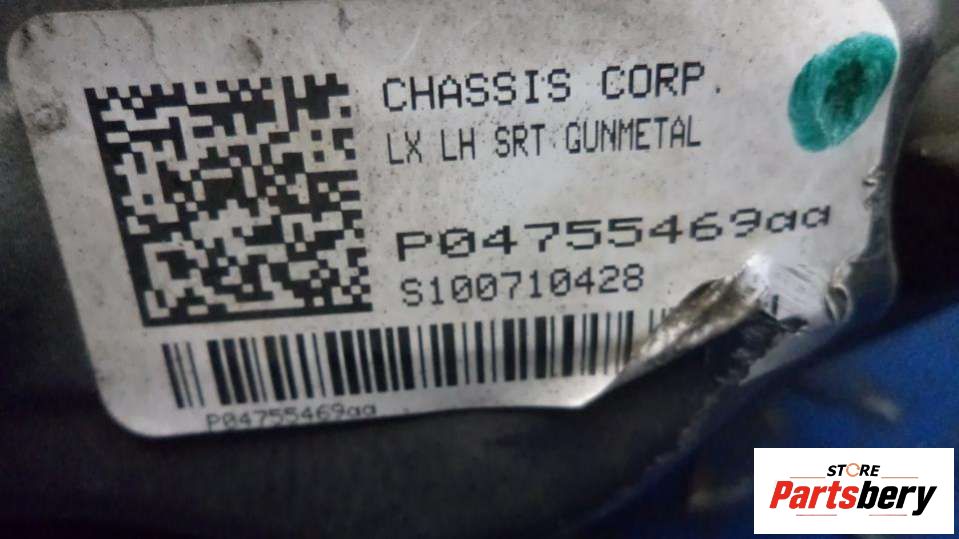 CHASSIS CORP.
LX LH SRT GUNMETAL
P04755469aa
S100710428
P04755469aa
STORE
Partsbery